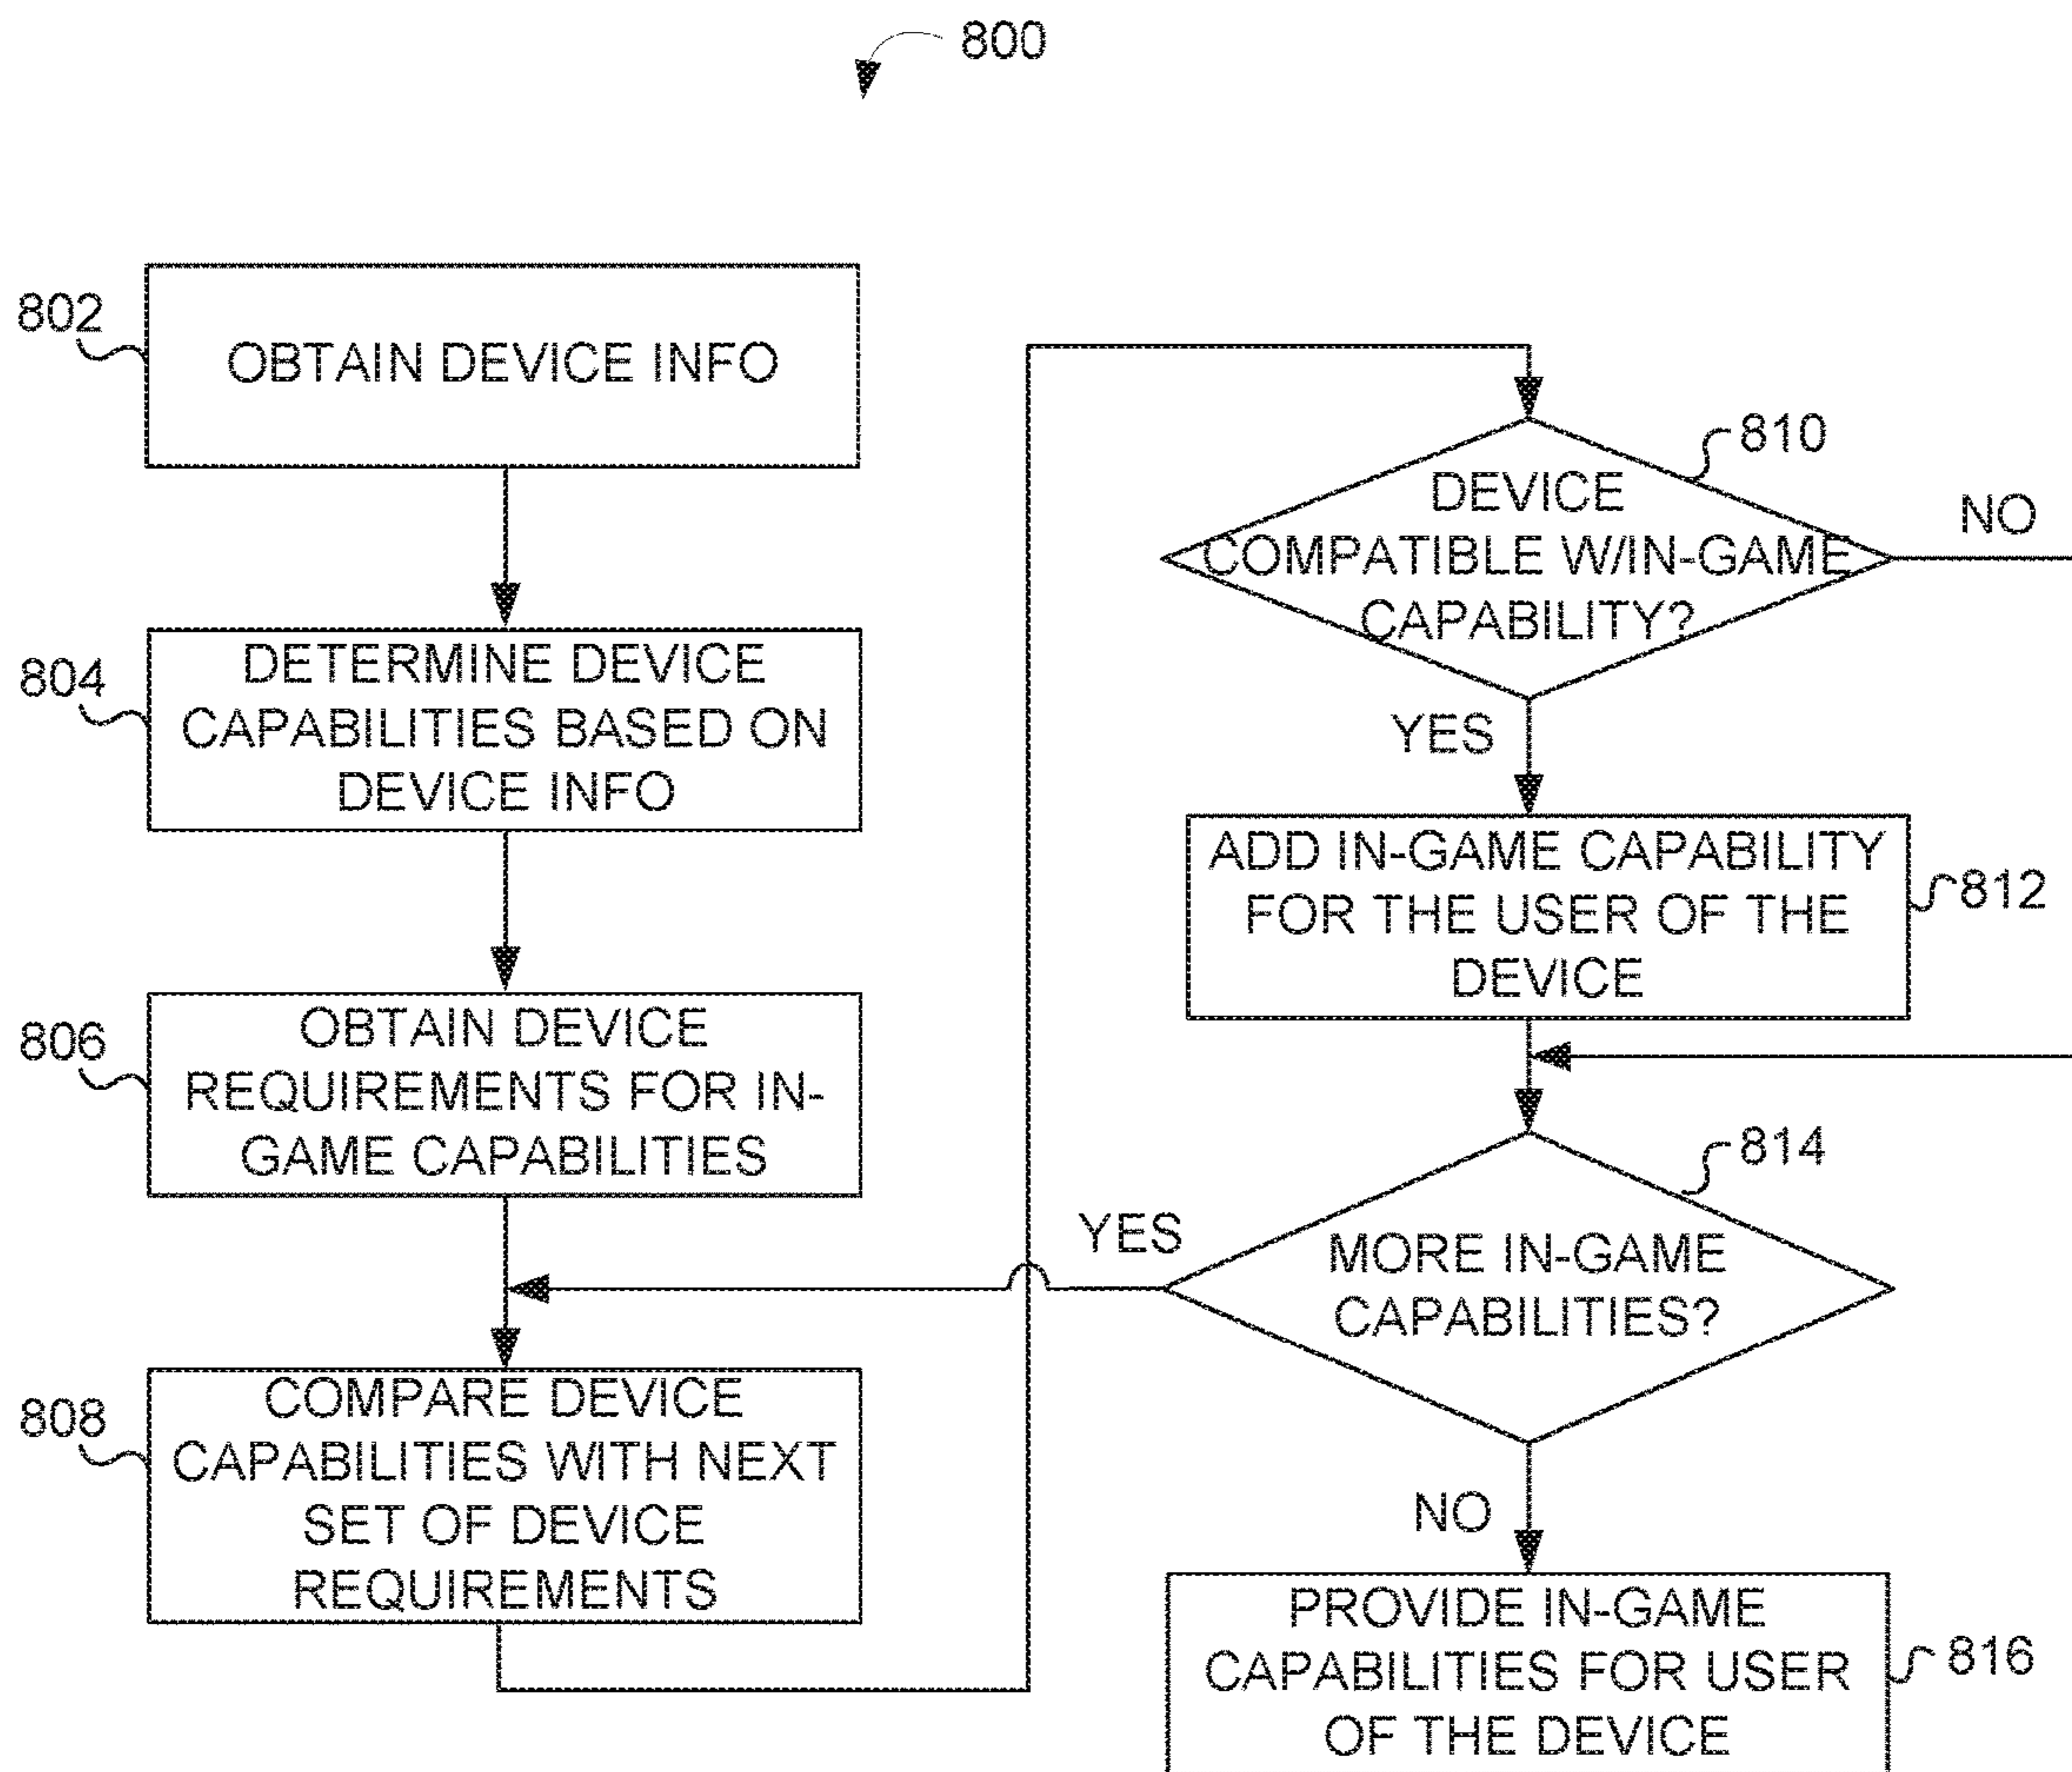 800
802
OBTAIN DEVICE INFO
804
DETERMINE DEVICE
CAPABILITIES BASED ON
DEVICE INFO
806
OBTAIN DEVICE
REQUIREMENTS FOR IN-
GAME CAPABILITIES
808
COMPARE DEVICE
CAPABILITIES WITH NEXT
SET OF DEVICE
REQUIREMENTS
810
DEVICE
COMPATIBLE W/IN-GAME
CAPABILITY?
NO
YES
ADD IN-GAME CAPABILITY
FOR THE USER OF THE
DEVICE
812
814
MORE IN-GAME
CAPABILITIES?
YES
NO
PROVIDE IN-GAME
CAPABILITIES FOR USER
OF THE DEVICE
816